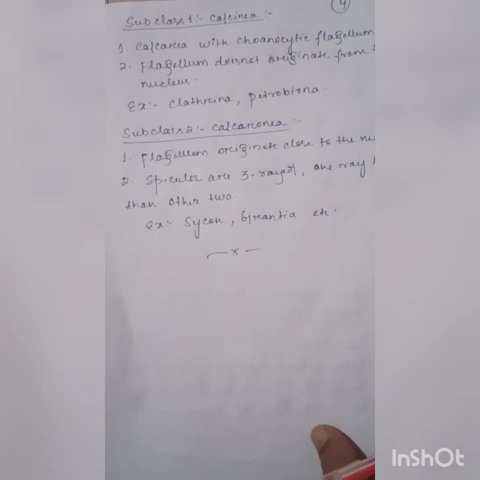 4
Subclass 1 :- Calcinea :-
1. Calcarea with choanocytic flagellum
2. Flagellum doesnot originate from
nucleus.
Ex :- Clathrina, petrobiona.
Subclass 2 :- Calcaronea :-
1. Flagellum originate close to the nu
2. Specules are 3-rayed, one ray
than other two.
Ex :- Sycon, Grantia etc.
— x —
InShOt